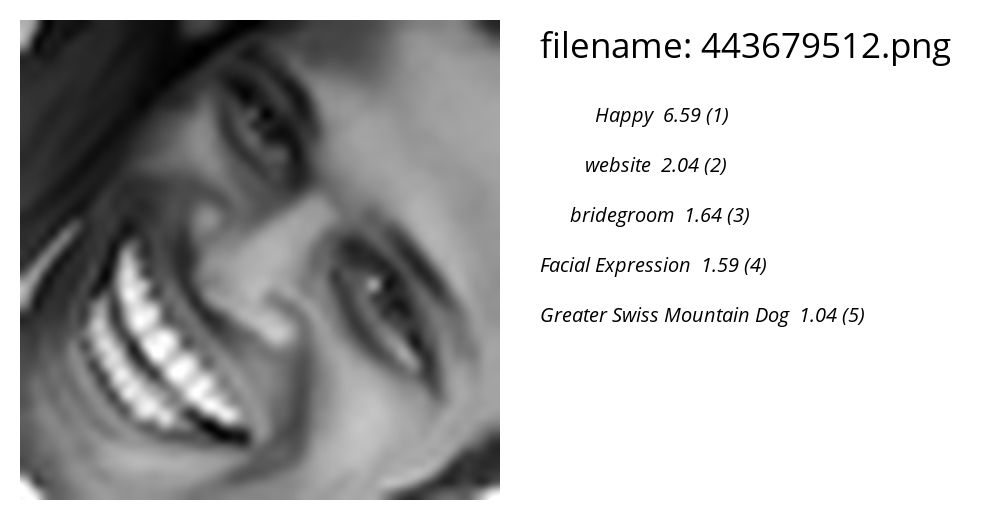 filename: 443679512.png
Happy 6.59 (1)
website 2.04 (2)
bridegroom 1.64 (3)
Facial Expression 1.59 (4)
Greater Swiss Mountain Dog 1.04 (5)